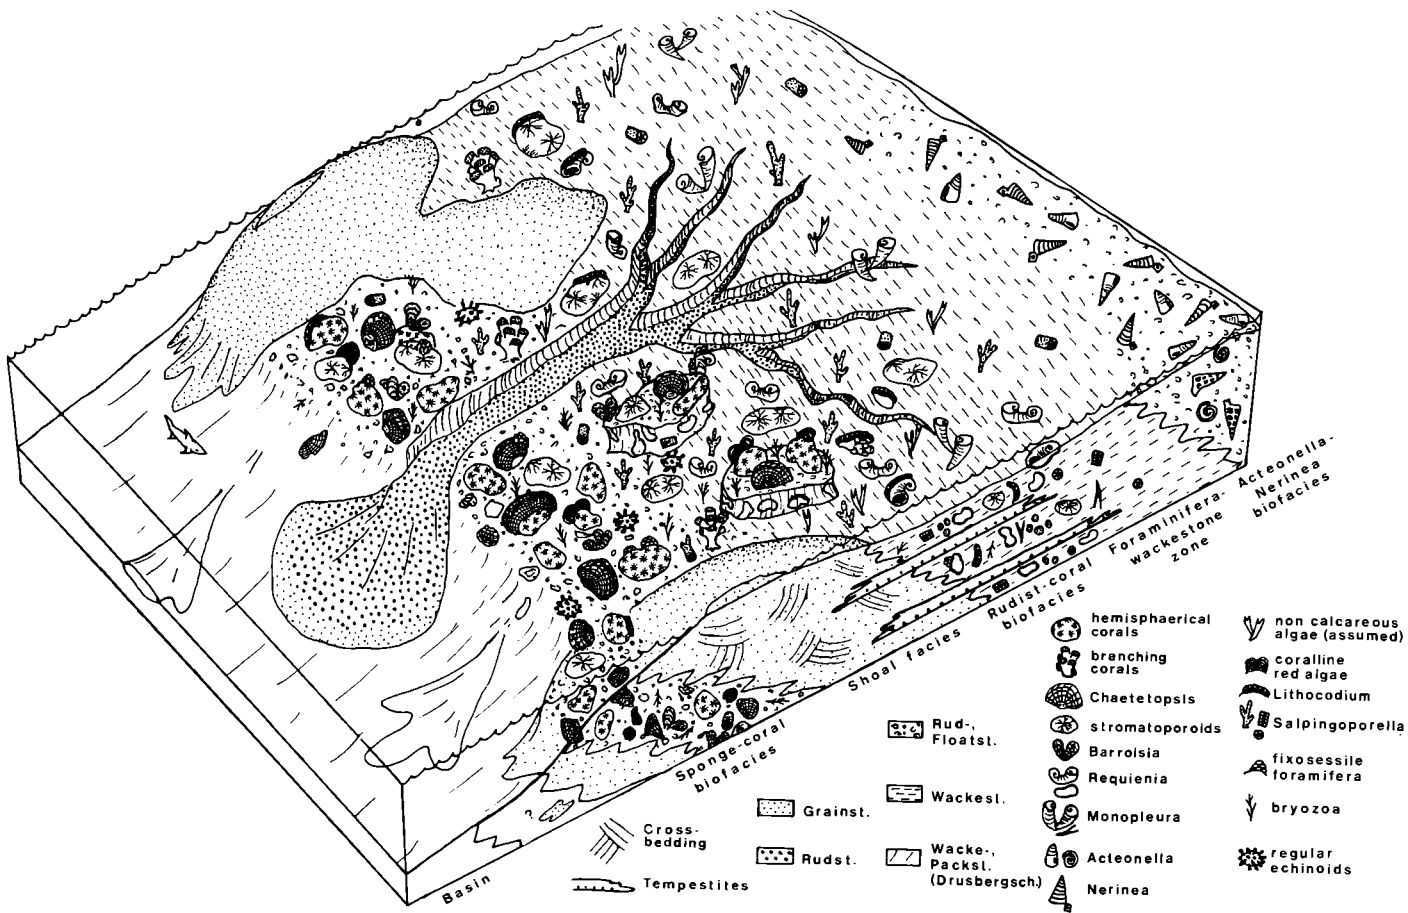 Acteonella-
Nerinea
biofacies
Foraminifera-
wackestone
zone
Rudist-coral
biofacies
Shoal facies
Sponge-coral
biofacies
Basin
Cross-
bedding
Tempestites
Grainst.
Rudst.
Rud-,
Floatst.
Wackesl.
Wacke-,
Packsl.
(Drusbergsch.)
hemisphaerical
corals
branching
corals
Chaetetopsis
stromatoporoids
Barroisia
Requienia
Monopleura
Acteonella
Nerinea
non calcareous
algae (assumed)
coralline
red algae
Lithocodium
Salpingoporella
fixosessile
foramifera
bryozoa
regular
echinoids